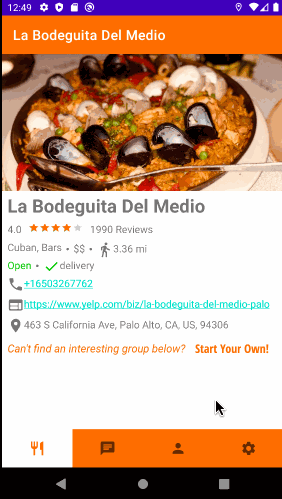 12:49
La Bodeguita Del Medio
La Bodeguita Del Medio
4.0 1990 Reviews
Cuban, Bars • $$ • 3.36 mi
Open • delivery
+16503267762
https://www.yelp.com/biz/la-bodeguita-del-medio-palo
463 S California Ave, Palo Alto, CA, US, 94306
Can't find an interesting group below? Start Your Own!